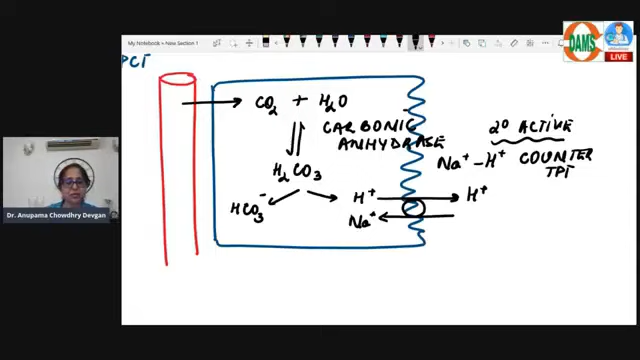 My Notebook > New Section 1
DAMS
LIVE
PCT
CO2 + H2O
CARBONIC
ANHYDRASE
H2CO3
HCO3-
H+
Na+
H+
2° ACTIVE
Na+ - H+ COUNTER
TPT
Dr. Anupama Chowdhry Devgan